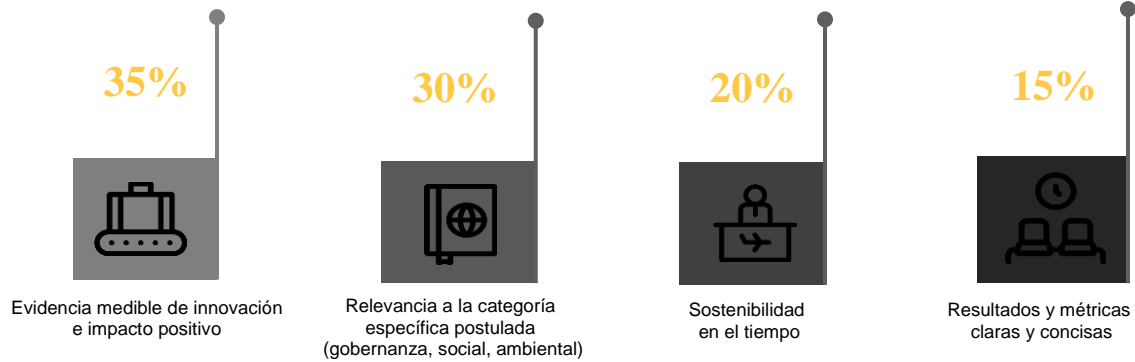 35%
Evidencia medible de innovación
e impacto positivo
30%
Relevancia a la categoría
específica postulada
(gobernanza, social, ambiental)
20%
Sostenibilidad
en el tiempo
15%
Resultados y métricas
claras y concisas